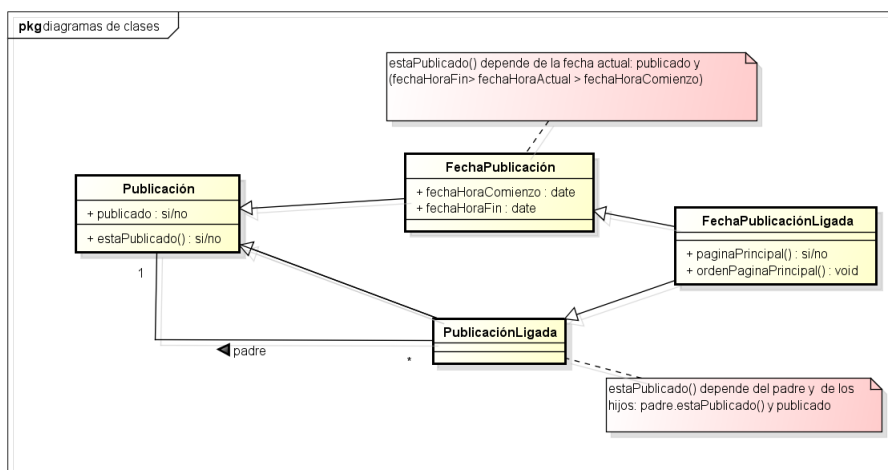 pkg diagramas de clases
estaPublicado() depende de la fecha actual: publicado y
(fechaHoraFin> fechaHoraActual > fechaHoraComienzo)
FechaPublicación
+ fechaHoraComienzo : date
+ fechaHoraFin : date
Publicación
+ publicado : si/no
+ estaPublicado() : si/no
FechaPublicaciónLigada
+ paginaPrincipal() : si/no
+ ordenPaginaPrincipal() : void
1
PublicaciónLigada
padre
*
estaPublicado() depende del padre y de los
hijos: padre.estaPublicado() y publicado